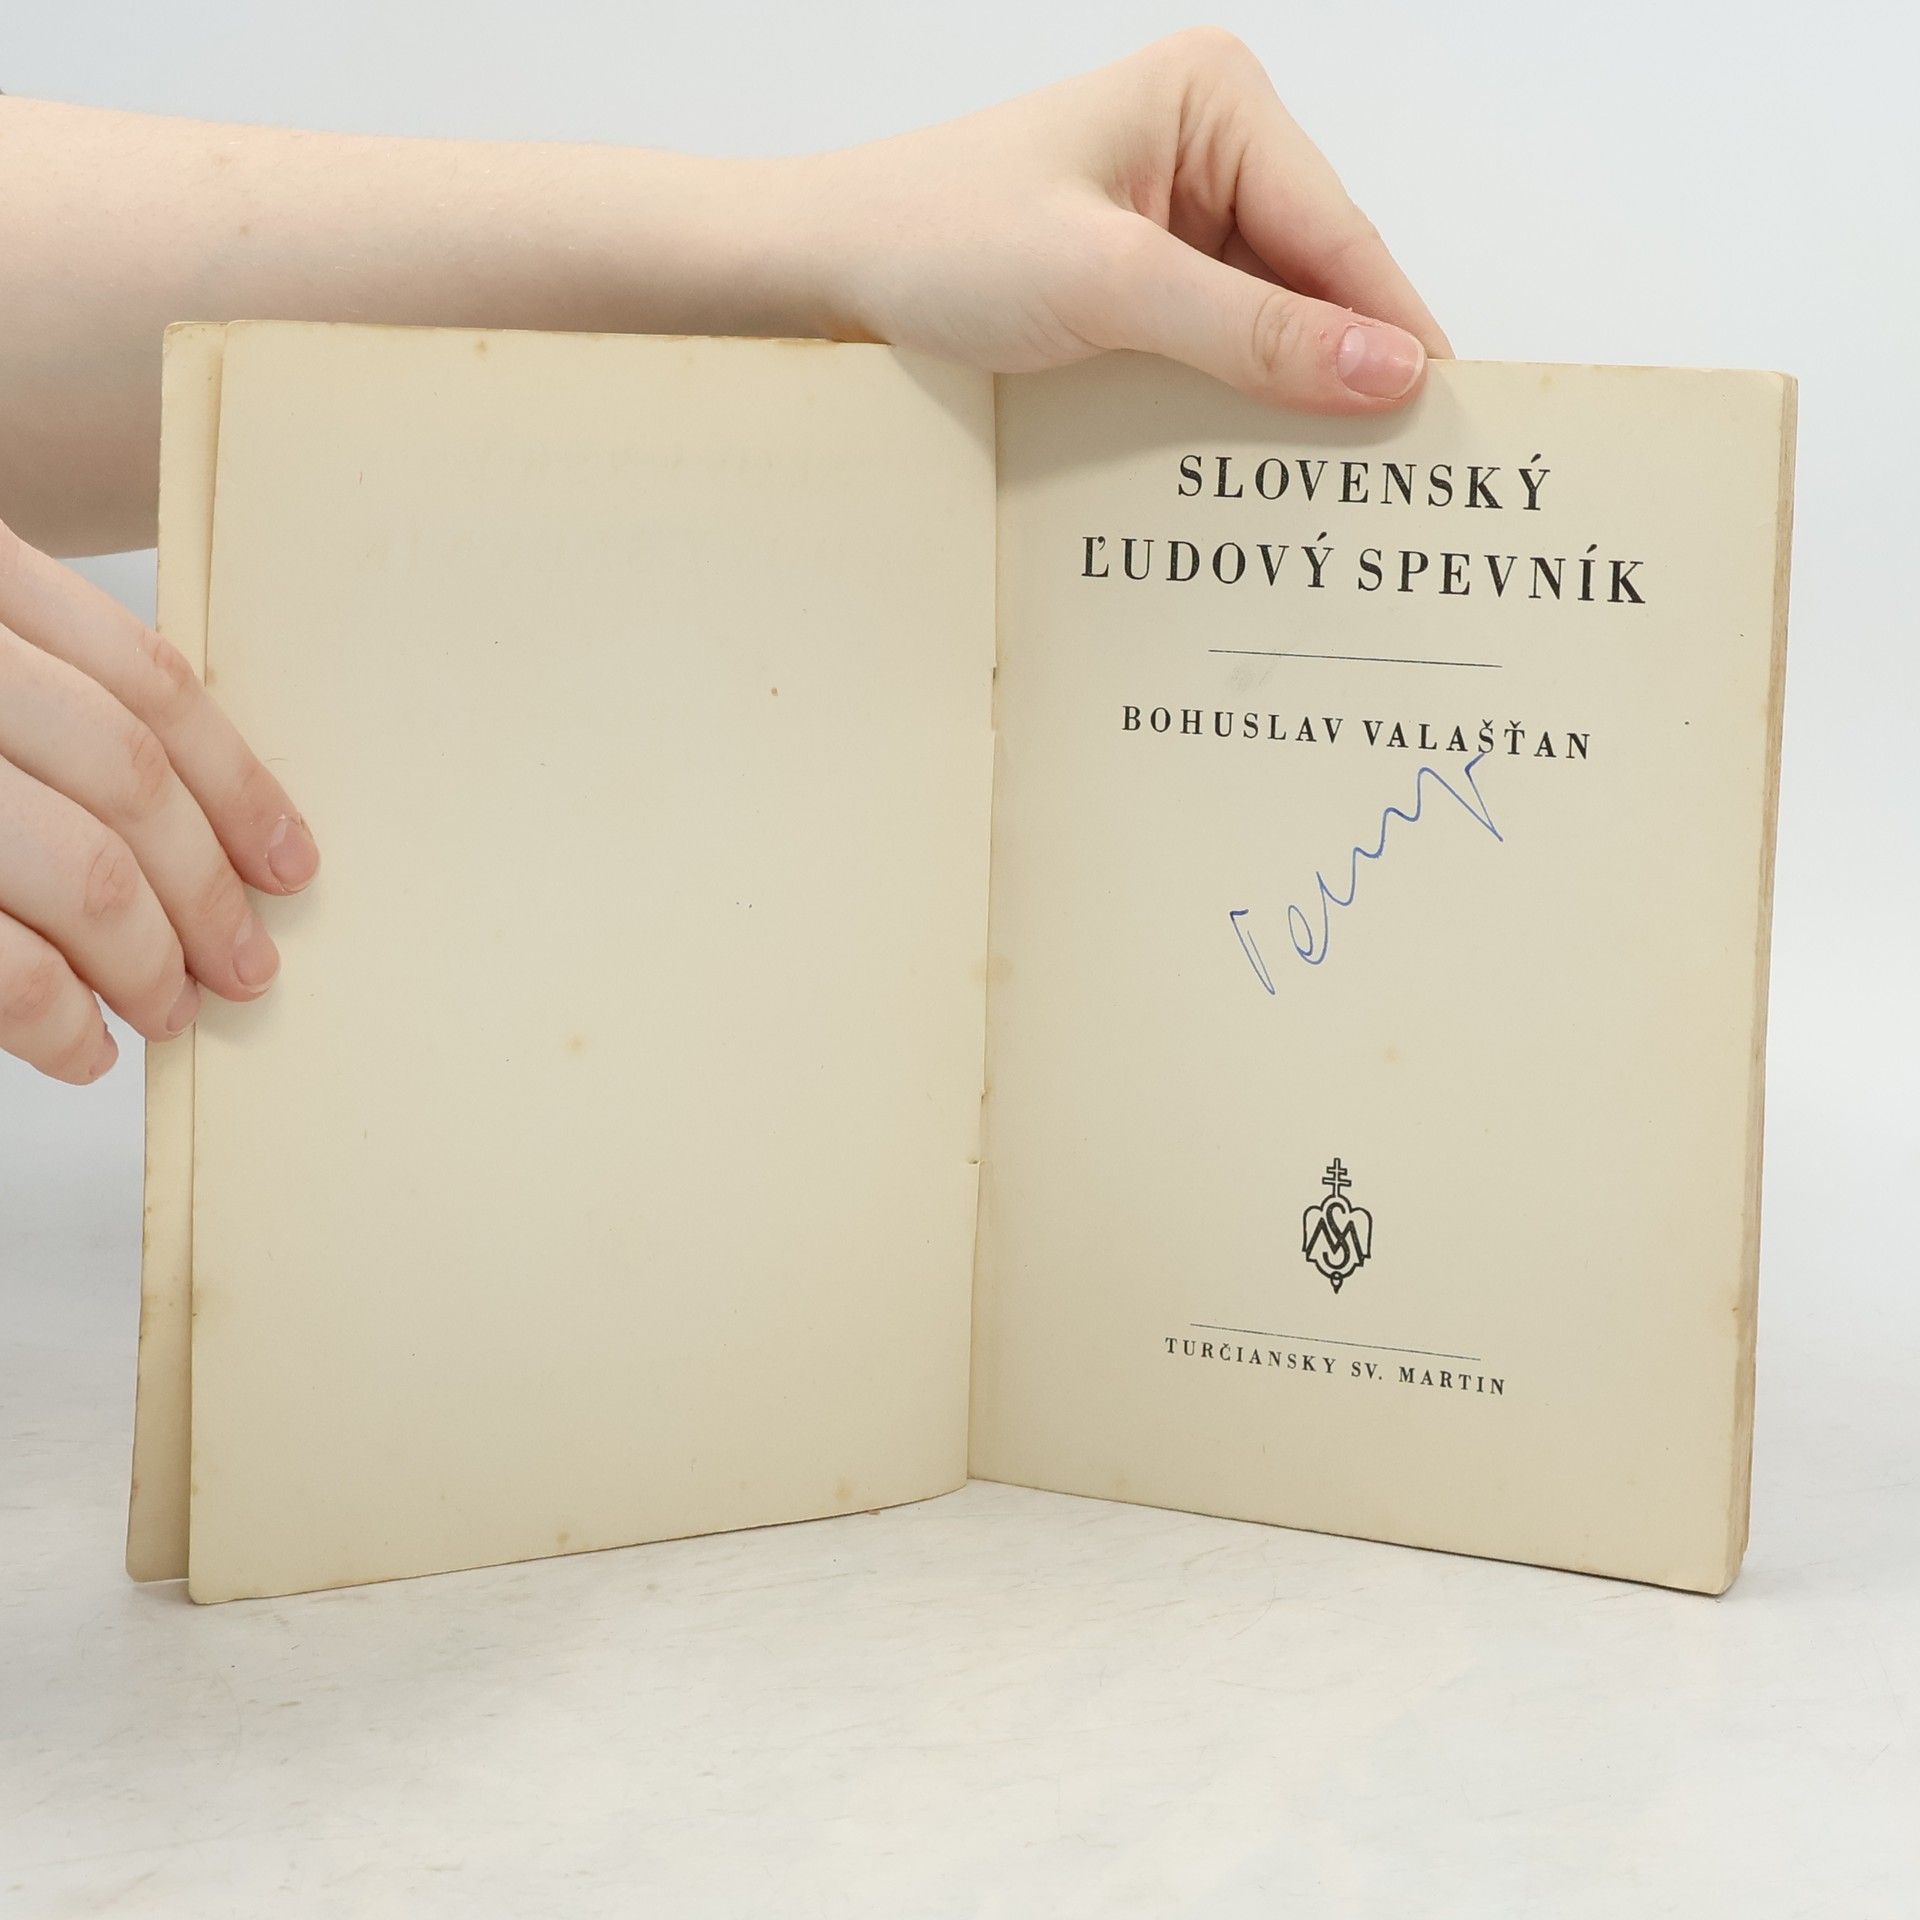 SLOVENSKÝ
ĽUDOVÝ SPEVNÍK
BOHUSLAV VALAŠŤAN
TURČIANSKY SV. MARTIN